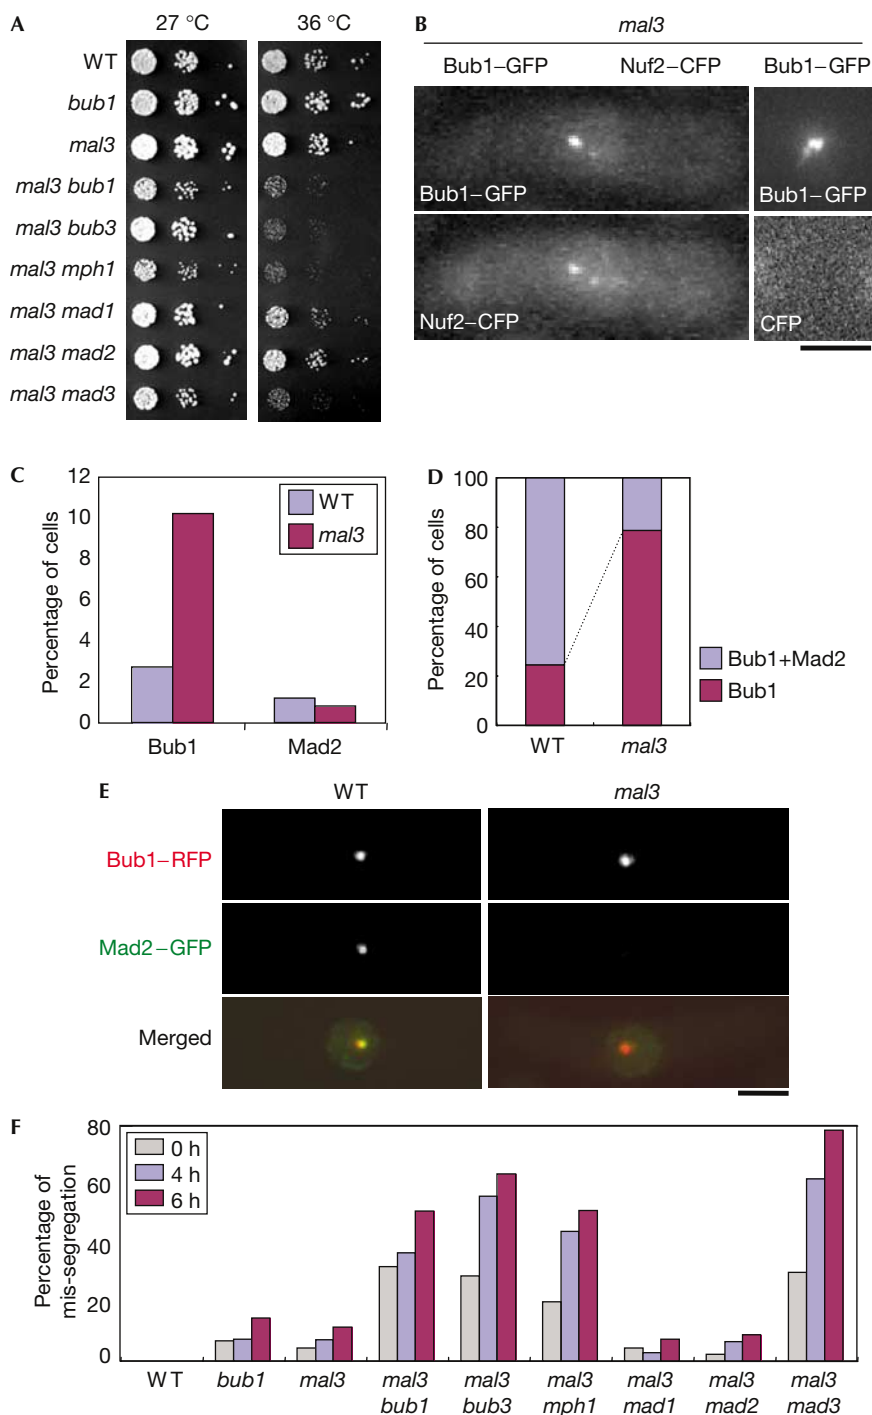 A
27 °C 36 °C
WT
bub1
mal3
mal3 bub1
mal3 bub3
mal3 mph1
mal3 mad1
mal3 mad2
mal3 mad3
B
mal3
Bub1–GFP Nuf2–CFP Bub1–GFP
Bub1–GFP Bub1–GFP
Nuf2–CFP CFP
C
Percentage of cells
12
10
8
6
4
2
0
WT
mal3
Bub1 Mad2
D
Percentage of cells
100
80
60
40
20
0
WT mal3
Bub1+Mad2
Bub1
E
WT mal3
Bub1–RFP
Mad2–GFP
Merged
F
Percentage of
mis-segregation
80
60
40
20
0
0 h
4 h
6 h
WT bub1 mal3 mal3 mal3 mal3 mal3 mal3 mal3
bub1 bub3 mph1 mad1 mad2 mad3